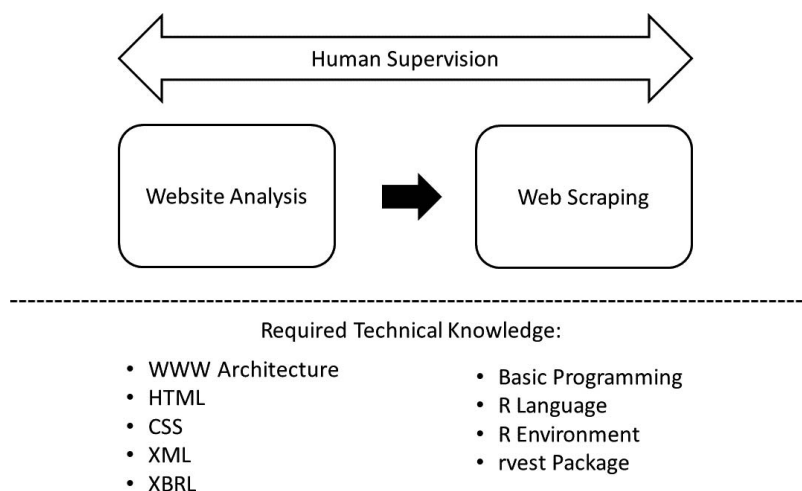 Human Supervision
Website Analysis
Web Scraping
Required Technical Knowledge:
• WWW Architecture
• HTML
• CSS
• XML
• XBRL
• Basic Programming
• R Language
• R Environment
• rvest Package